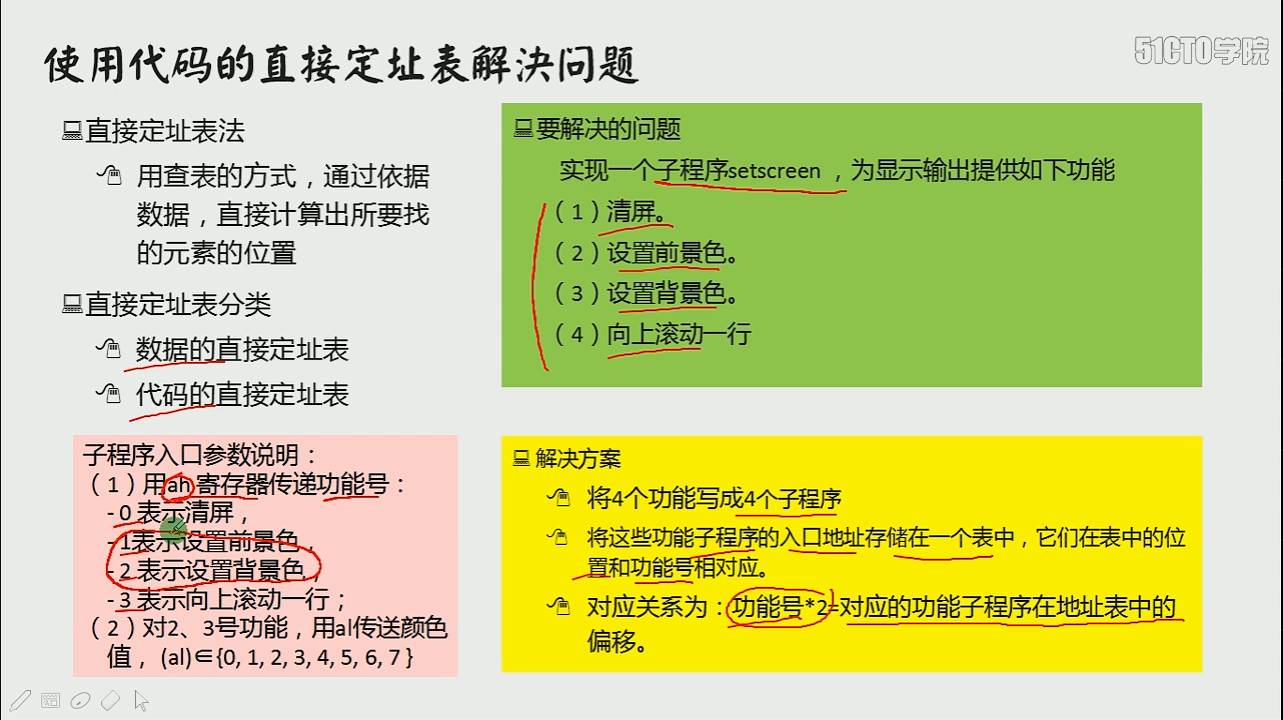 使用代码的直接定址表解决问题
51CTO学院
直接定址表法
用查表的方式，通过依据
数据，直接计算出所要找
的元素的位置
直接定址表分类
数据的直接定址表
代码的直接定址表
子程序入口参数说明：
（1）用ah寄存器传递功能号：
-0表示清屏，
-1表示设置前景色，
-2表示设置背景色，
-3表示向上滚动一行；
（2）对2、3号功能，用al传送颜色
值， (al)∈{0, 1, 2, 3, 4, 5, 6, 7 }
要解决的问题
实现一个子程序setscreen ，为显示输出提供如下功能
（1）清屏。
（2）设置前景色。
（3）设置背景色。
（4）向上滚动一行
解决方案
将4个功能写成4个子程序
将这些功能子程序的入口地址存储在一个表中，它们在表中的位
置和功能号相对应。
对应关系为：功能号*2=对应的功能子程序在地址表中的
偏移。